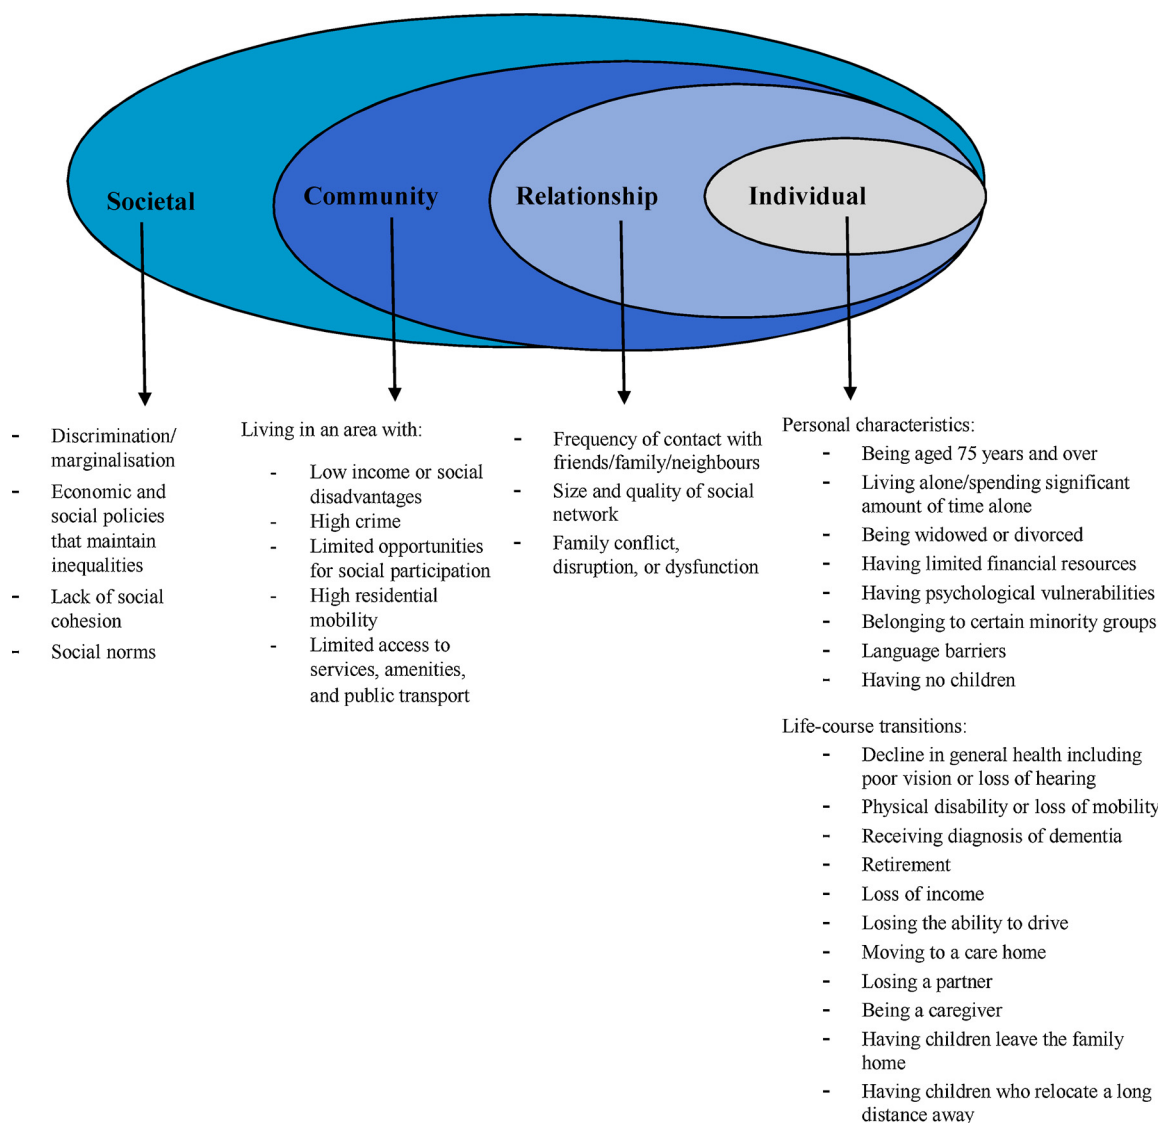 Societal
Community
Relationship
Individual
- Discrimination/
marginalisation
- Economic and
social policies
that maintain
inequalities
- Lack of social
cohesion
- Social norms
Living in an area with:
- Low income or social
disadvantages
- High crime
- Limited opportunities
for social participation
- High residential
mobility
- Limited access to
services, amenities,
and public transport
- Frequency of contact with
friends/family/neighbours
- Size and quality of social
network
- Family conflict,
disruption, or dysfunction
Personal characteristics:
- Being aged 75 years and over
- Living alone/spending significant
amount of time alone
- Being widowed or divorced
- Having limited financial resources
- Having psychological vulnerabilities
- Belonging to certain minority groups
- Language barriers
- Having no children
Life-course transitions:
- Decline in general health including
poor vision or loss of hearing
- Physical disability or loss of mobility
- Receiving diagnosis of dementia
- Retirement
- Loss of income
- Losing the ability to drive
- Moving to a care home
- Losing a partner
- Being a caregiver
- Having children leave the family
home
- Having children who relocate a long
distance away